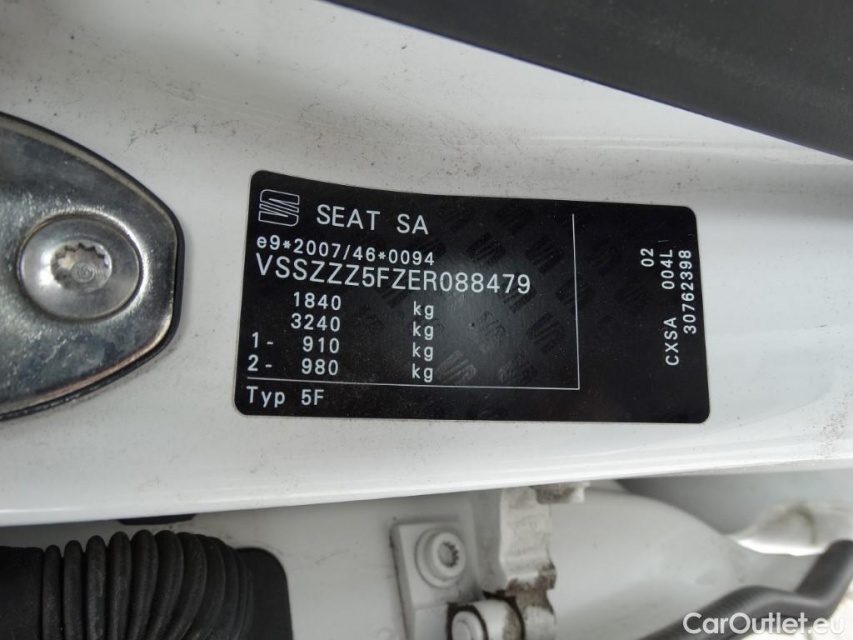 SEAT SA
e9*2007/46*0094
VSSZZZ5FZER088479
1840 kg
3240 kg
1- 910 kg
2- 980 kg
Typ 5F
02
CXSA 004L
30762398
CarOutlet.eu